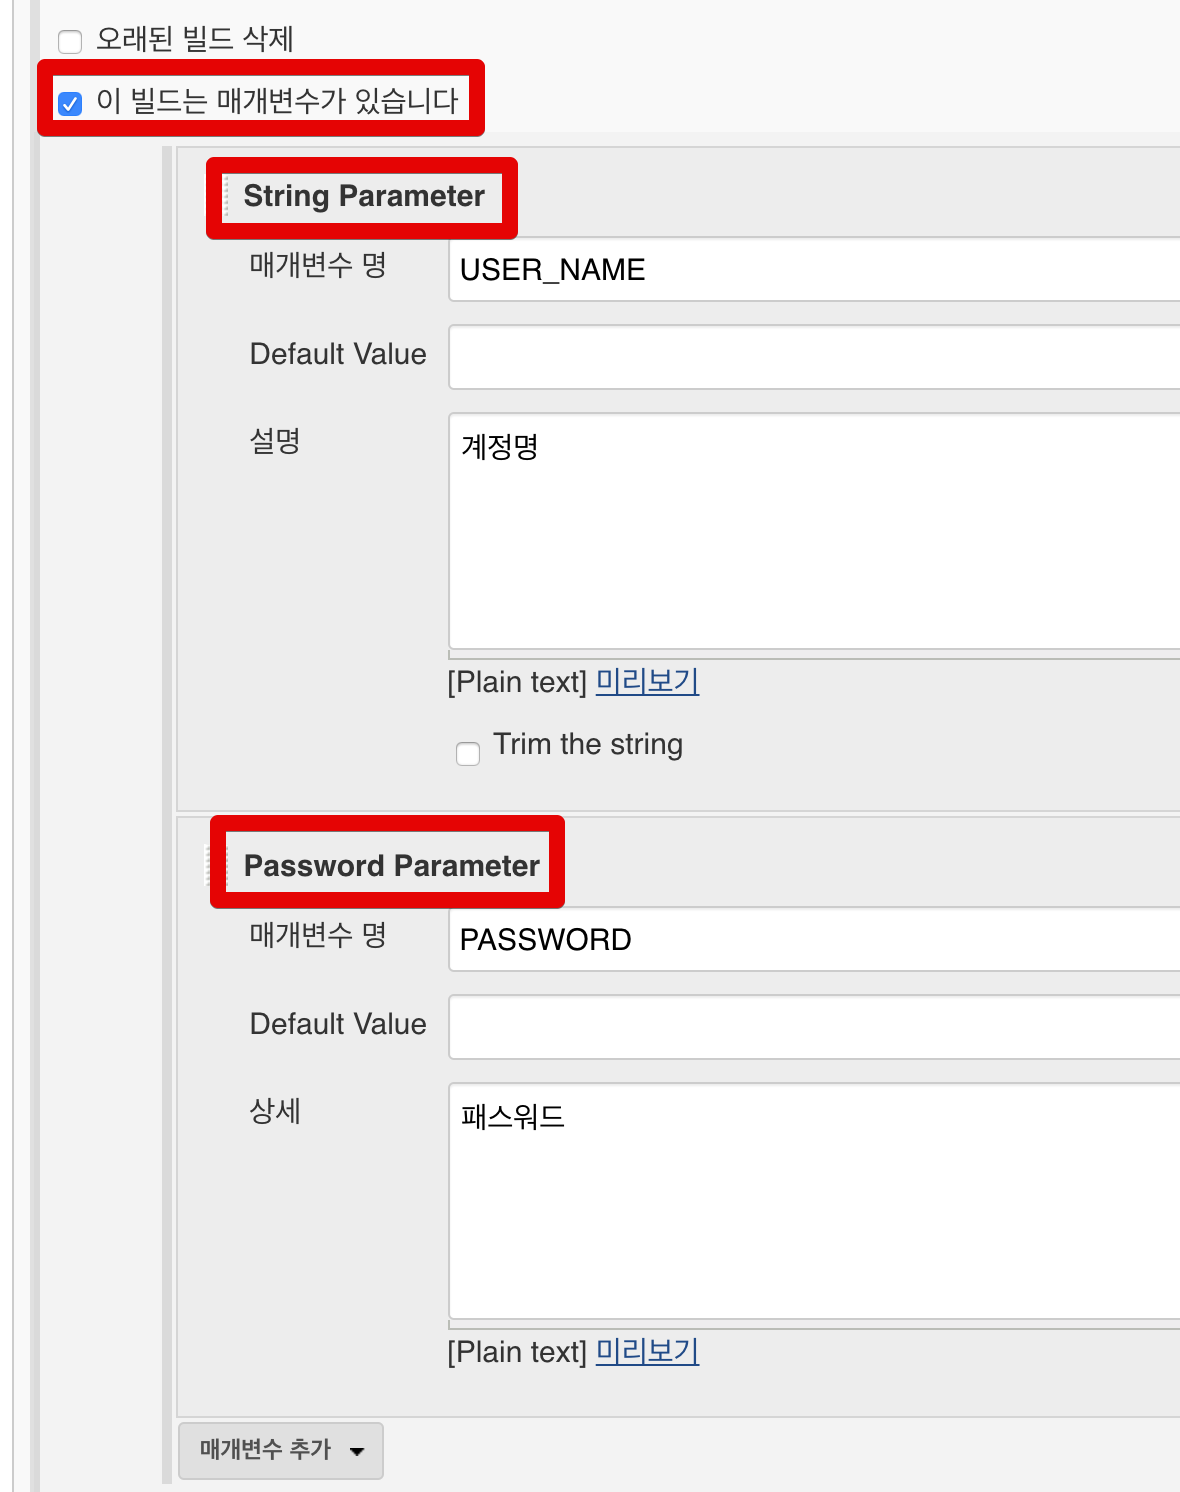 오래된 빌드 삭제
이 빌드는 매개변수가 있습니다
String Parameter
매개변수 명 USER_NAME
Default Value
설명 계정명
[Plain text] 미리보기
Trim the string
Password Parameter
매개변수 명 PASSWORD
Default Value
상세 패스워드
[Plain text] 미리보기
매개변수 추가